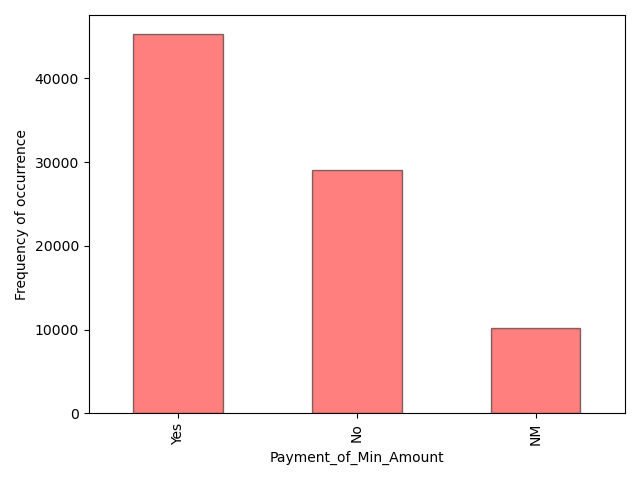 40000
30000
20000
10000
0
Frequency of occurrence
Yes
No
NM
Payment_of_Min_Amount